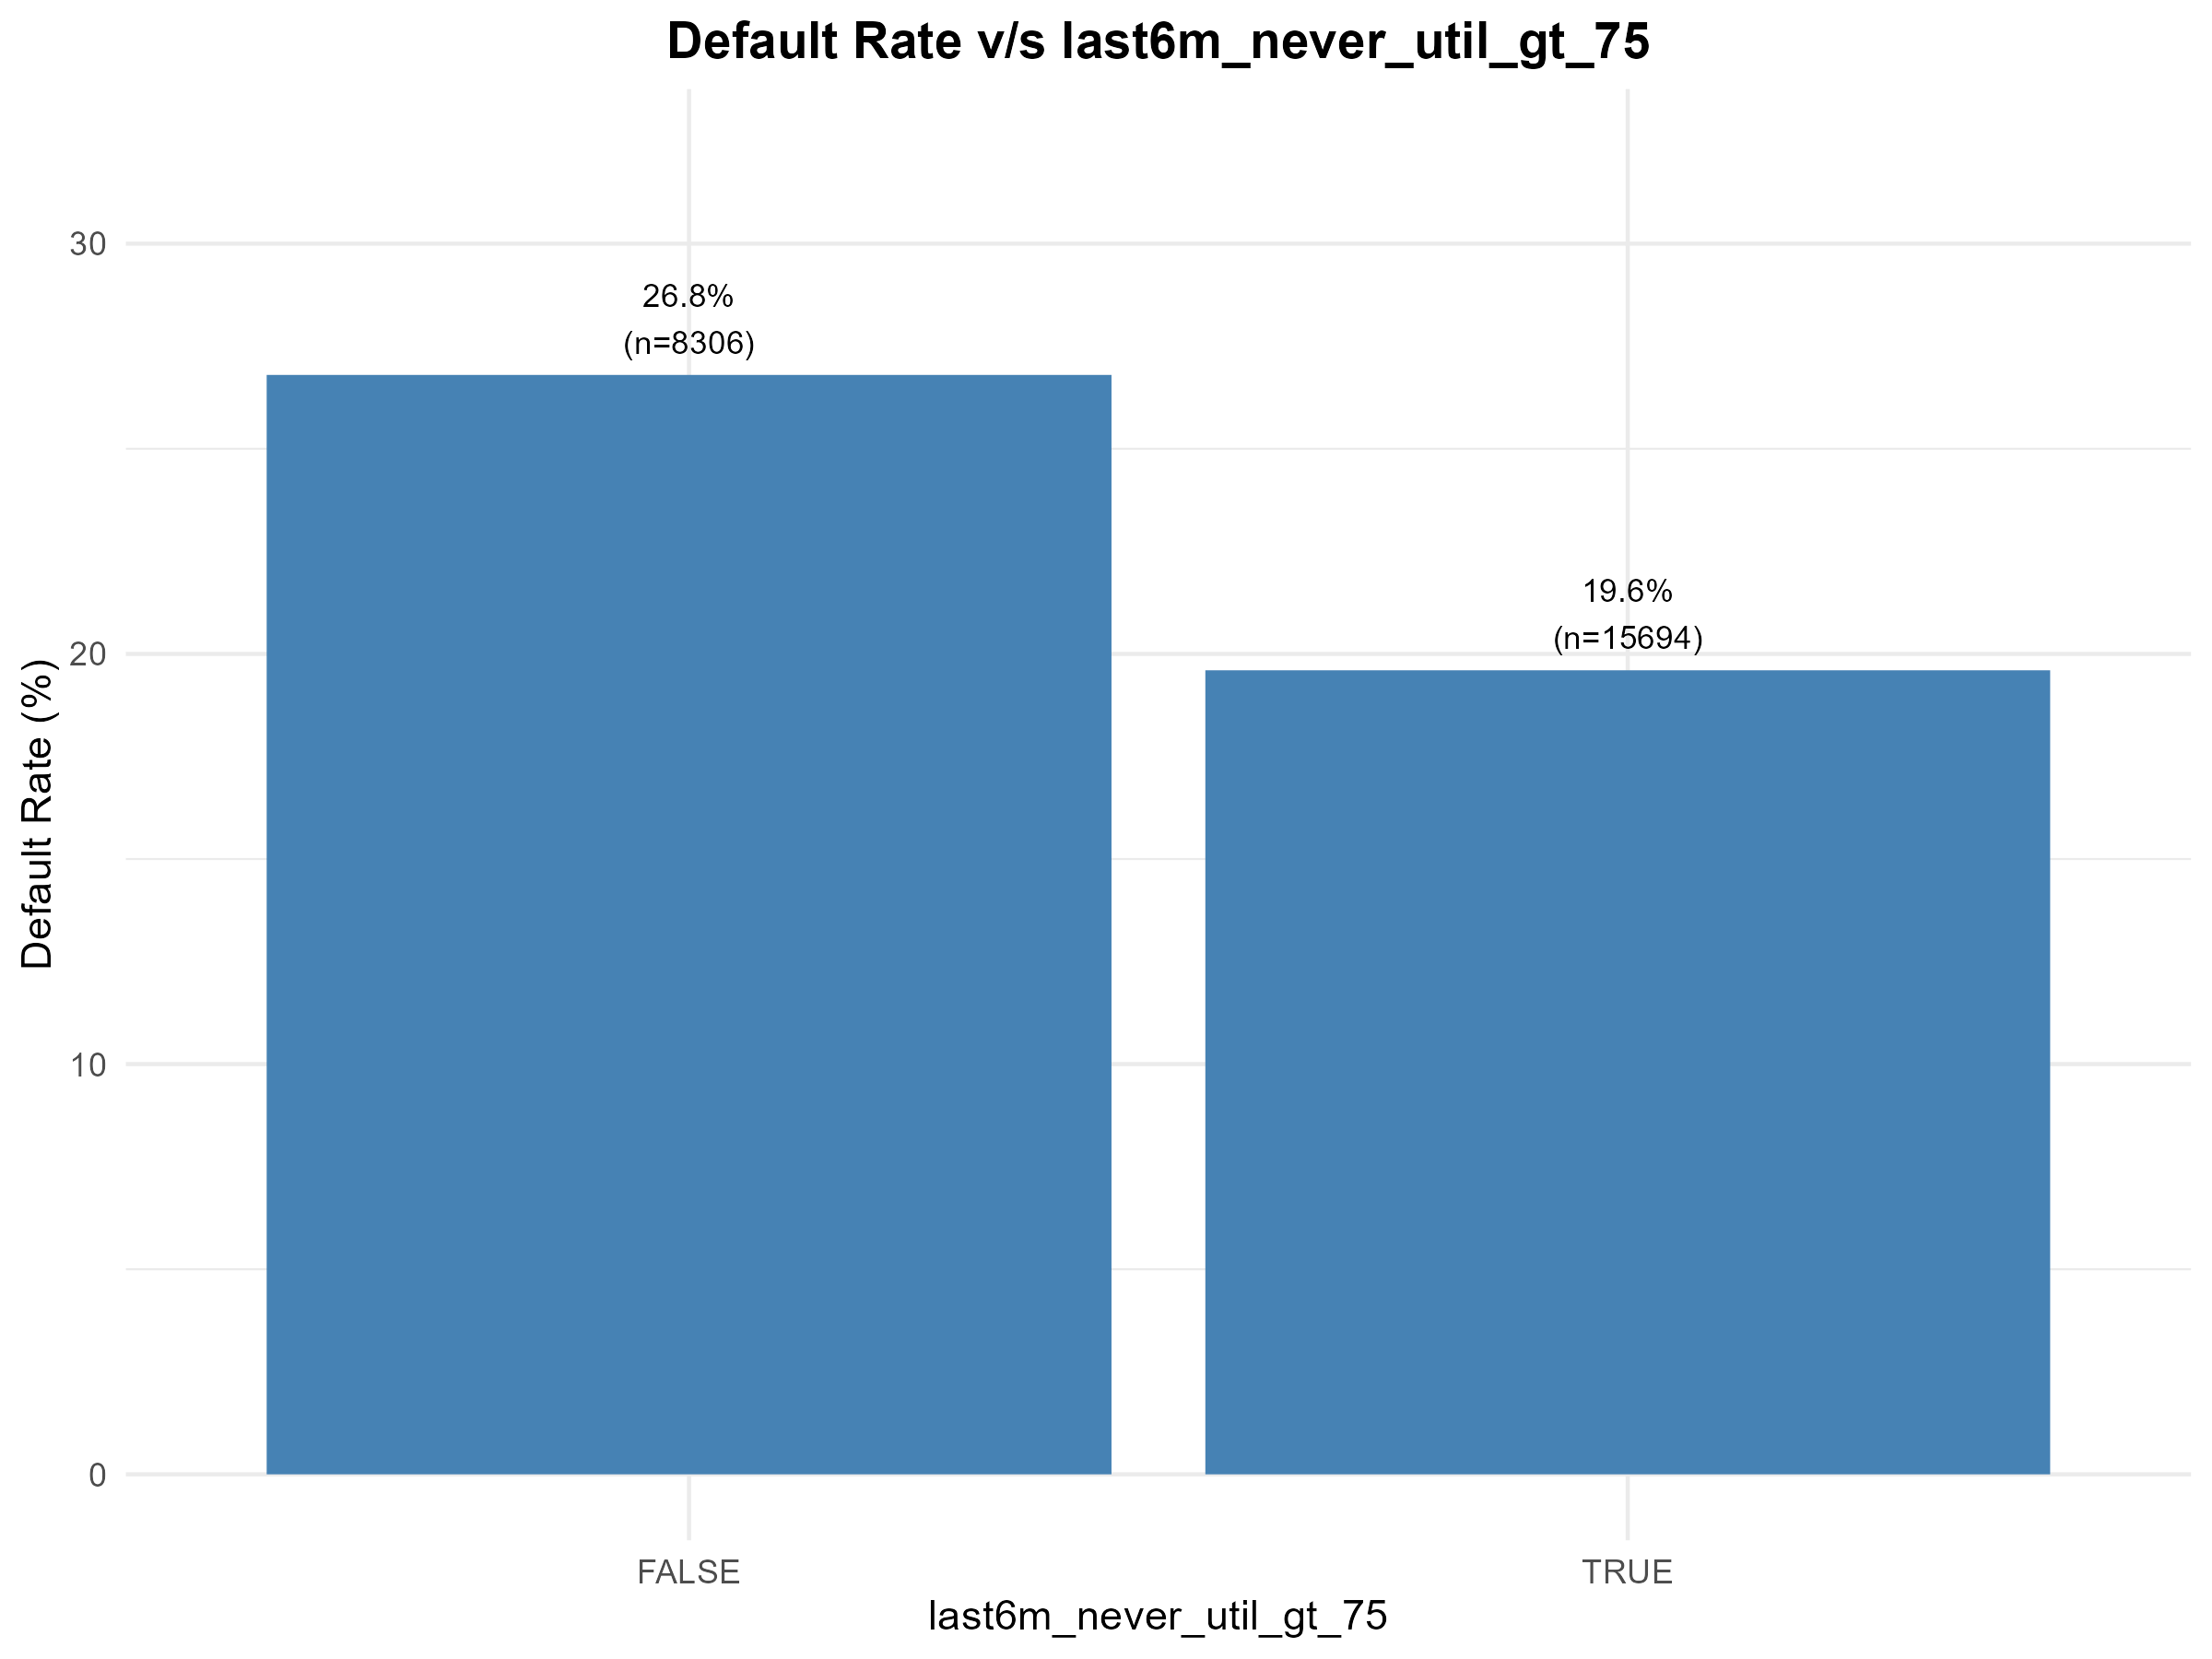 Default Rate v/s last6m_never_util_gt_75
Default Rate (%)
30
20
10
0
26.8%
(n=8306)
19.6%
(n=15694)
FALSE
TRUE
last6m_never_util_gt_75